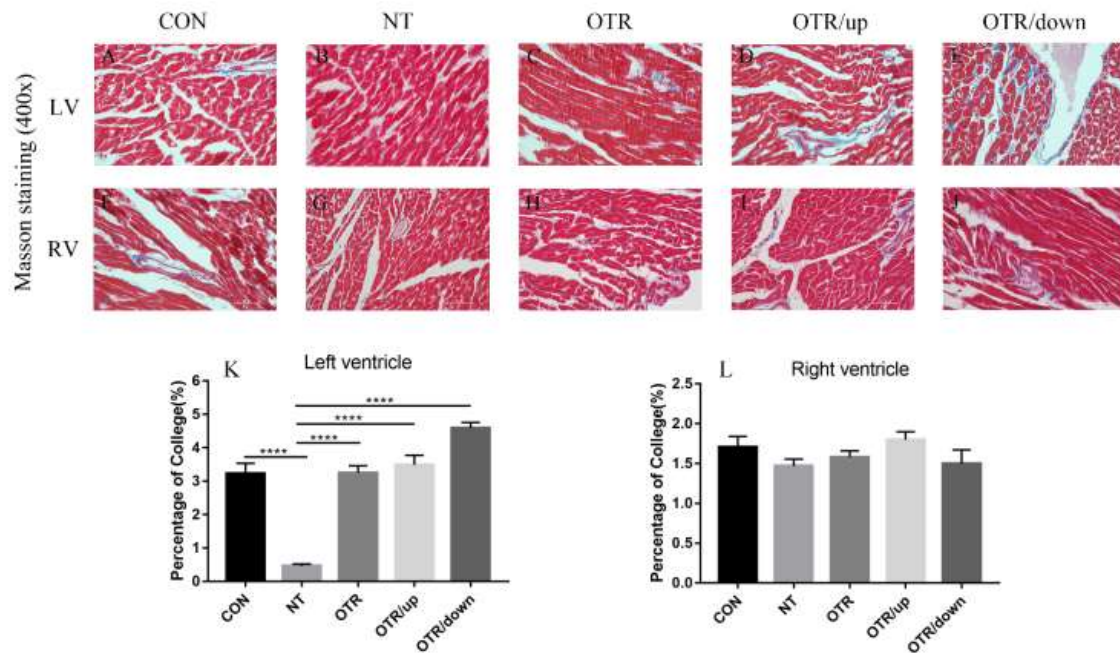 CON NT OTR OTR/up OTR/down
Masson staining (400x)
LV
A B C D E
RV
F G H I J
K Left ventricle
Percentage of College(%)
6
5
4
3
2
1
0
****
****
****
****
CON NT OTR OTR/up OTR/down
L Right ventricle
Percentage of College(%)
2.5
2.0
1.5
1.0
0.5
0.0
CON NT OTR OTR/up OTR/down